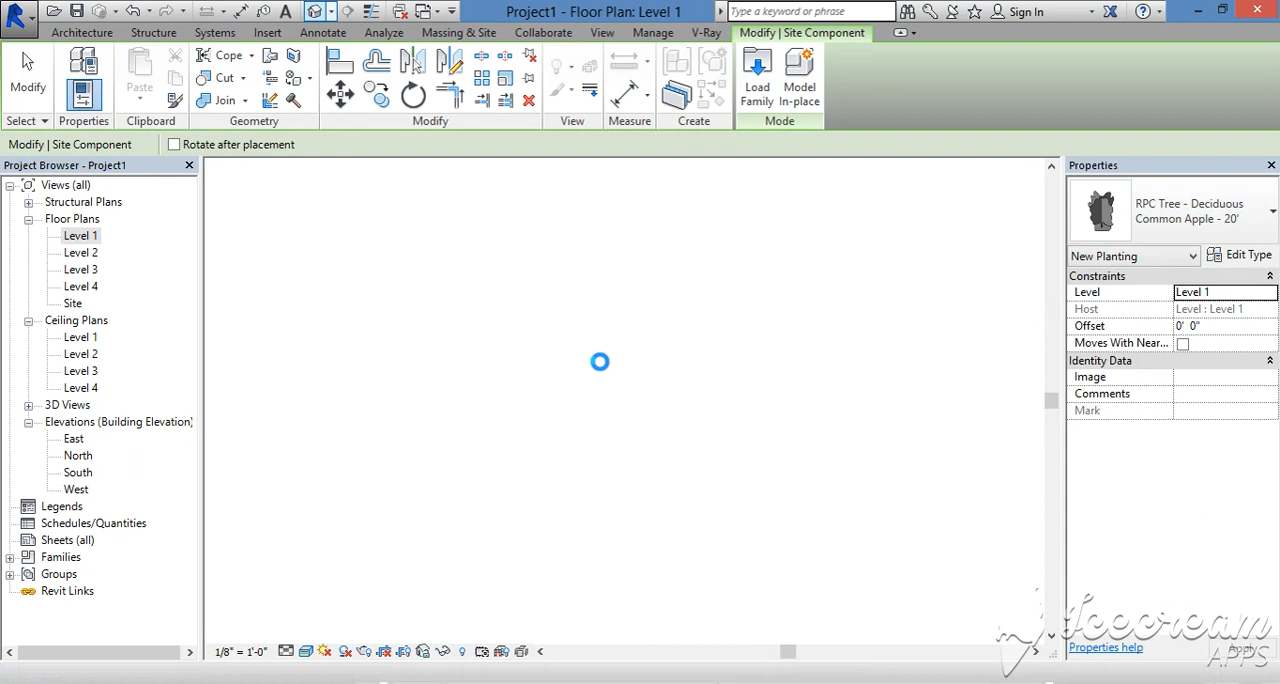 Project1 - Floor Plan: Level 1
Type a keyword or phrase
Sign In
Architecture Structure Systems Insert Annotate Analyze Massing & Site Collaborate View Manage V-Ray Modify | Site Component
Modify
Paste
Cope
Cut
Join
Load Family
Model In-place
Select Properties Clipboard Geometry Modify View Measure Create Mode
Modify | Site Component Rotate after placement
Project Browser - Project1
Views (all)
Structural Plans
Floor Plans
Level 1
Level 2
Level 3
Level 4
Site
Ceiling Plans
Level 1
Level 2
Level 3
Level 4
3D Views
Elevations (Building Elevation)
East
North
South
West
Legends
Schedules/Quantities
Sheets (all)
Families
Groups
Revit Links
Properties
RPC Tree - Deciduous
Common Apple - 20'
New Planting Edit Type
Constraints
Level Level 1
Host Level : Level 1
Offset 0' 0"
Moves With Near...
Identity Data
Image
Comments
Mark
1/8" = 1'-0"
Properties help Apply
Icecream
APPS